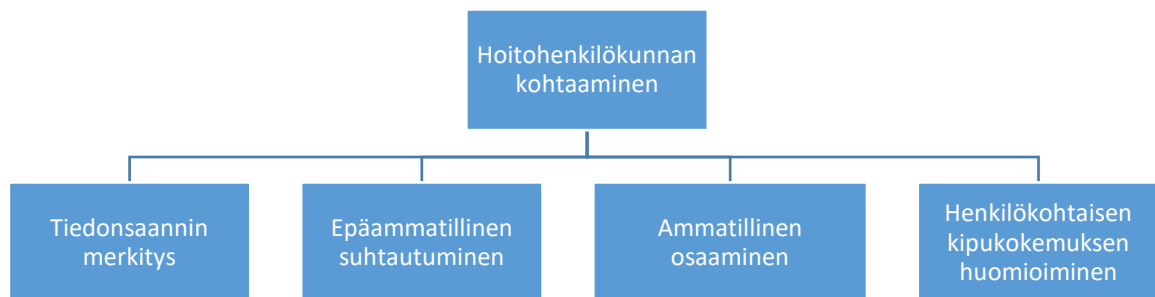 Hoitohenkilökunnan
kohtaaminen
Tiedonsaannin
merkitys
Epäammatillinen
suhtautuminen
Ammatillinen
osaaminen
Henkilökohtaisen
kipukokemuksen
huomioiminen